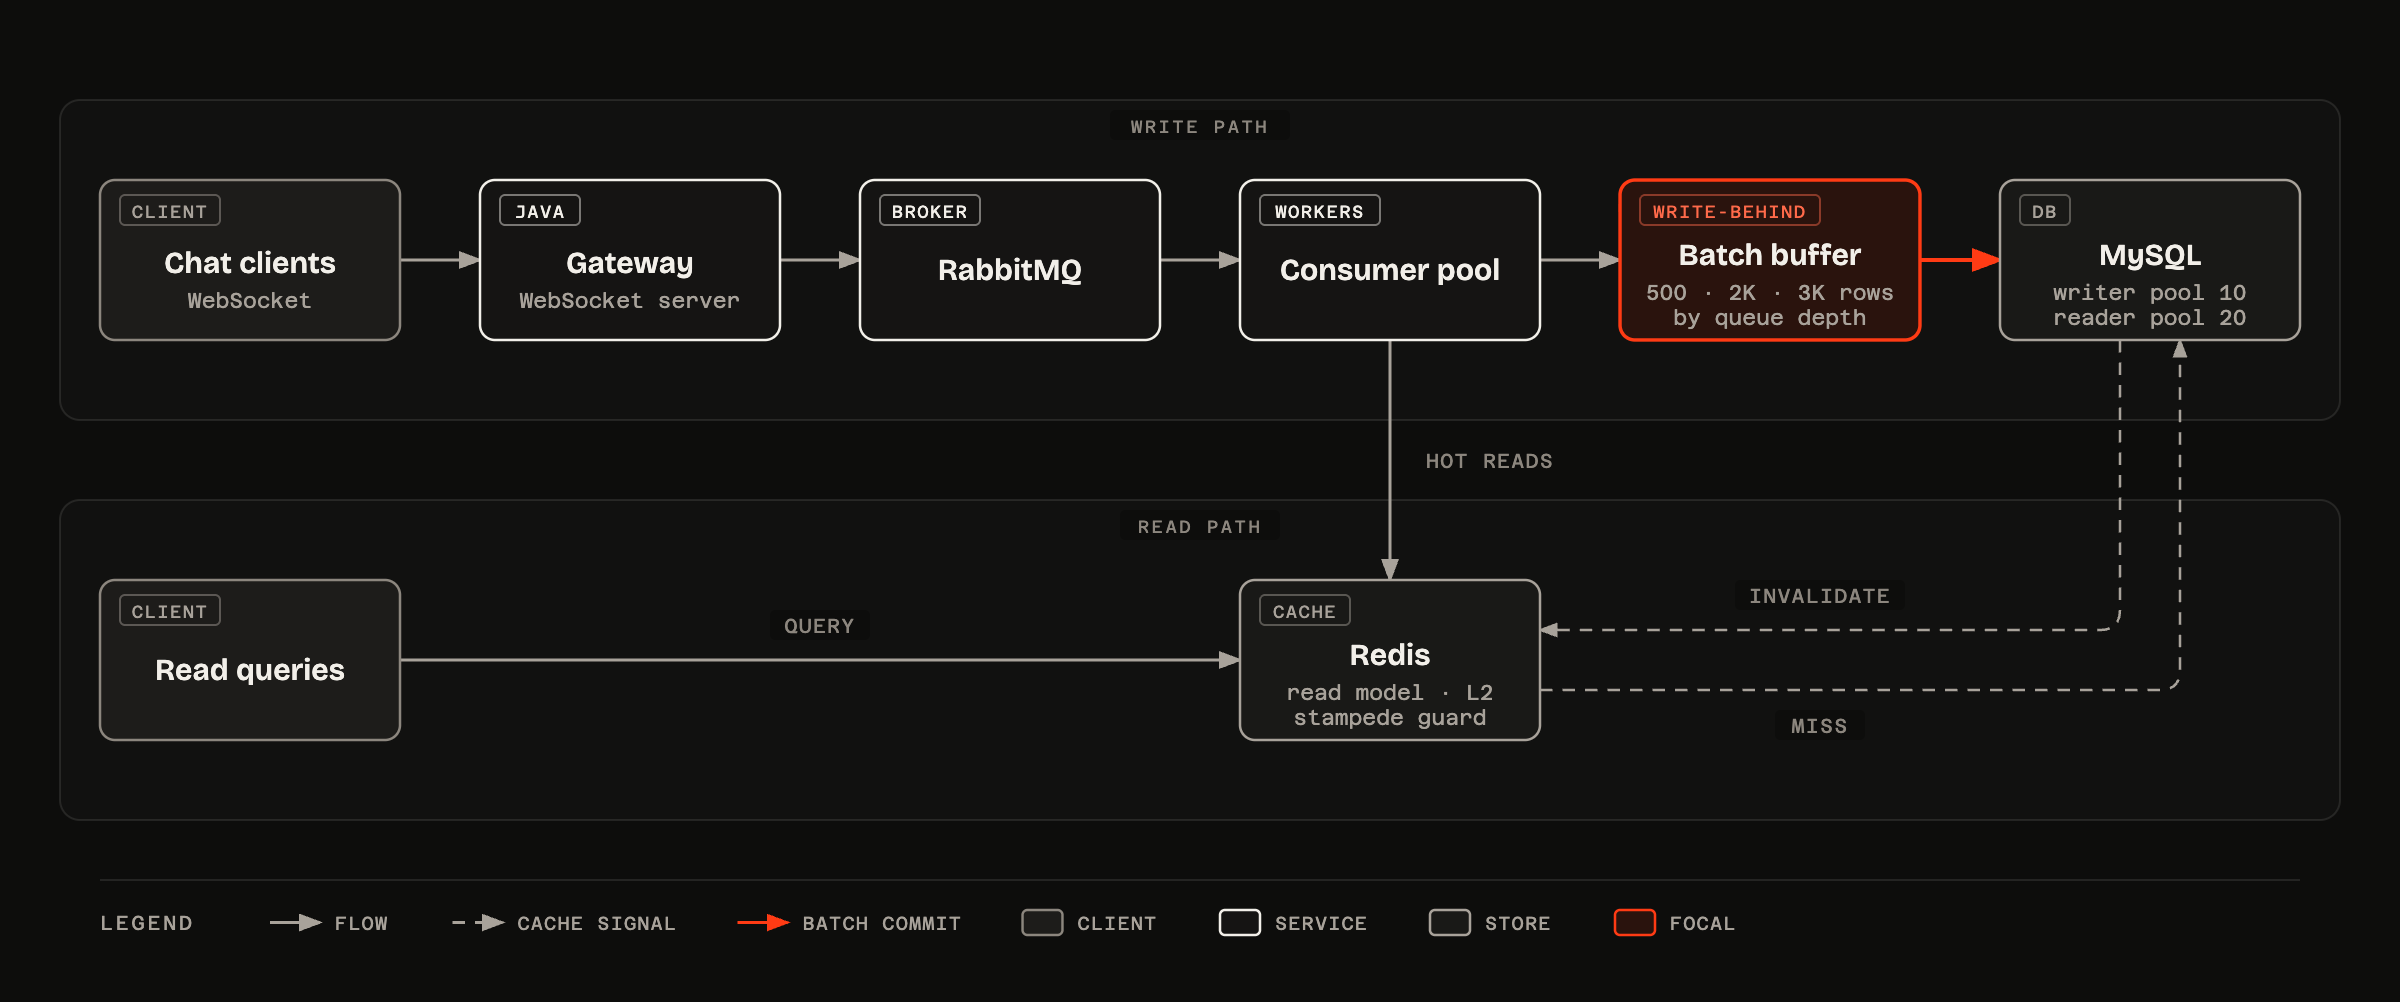 WRITE PATH
CLIENT
Chat clients
WebSocket
JAVA
Gateway
WebSocket server
BROKER
RabbitMQ
WORKERS
Consumer pool
WRITE-BEHIND
Batch buffer
500 · 2K · 3K rows
by queue depth
DB
MySQL
writer pool 10
reader pool 20
HOT READS
READ PATH
CLIENT
Read queries
QUERY
CACHE
Redis
read model · L2
stampede guard
INVALIDATE
MISS
LEGEND
FLOW
CACHE SIGNAL
BATCH COMMIT
CLIENT
SERVICE
STORE
FOCAL